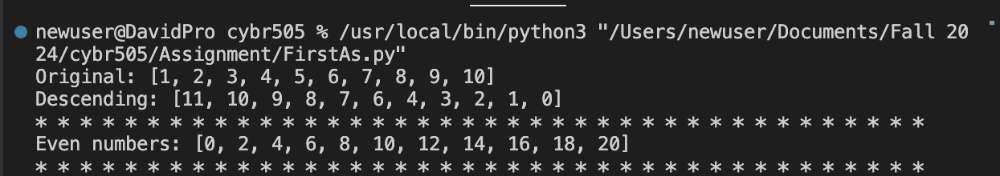 newuser@DavidPro cybr505 % /usr/local/bin/python3 "/Users/newuser/Documents/Fall 20
24/cybr505/Assignment/FirstAs.py"
Original: [1, 2, 3, 4, 5, 6, 7, 8, 9, 10]
Descending: [11, 10, 9, 8, 7, 6, 4, 3, 2, 1, 0]
* * * * * * * * * * * * * * * * * * * * * * * * * * * * * * * * * * * * * * * *
Even numbers: [0, 2, 4, 6, 8, 10, 12, 14, 16, 18, 20]
* * * * * * * * * * * * * * * * * * * * * * * * * * * * * * * * * * * * * * * *